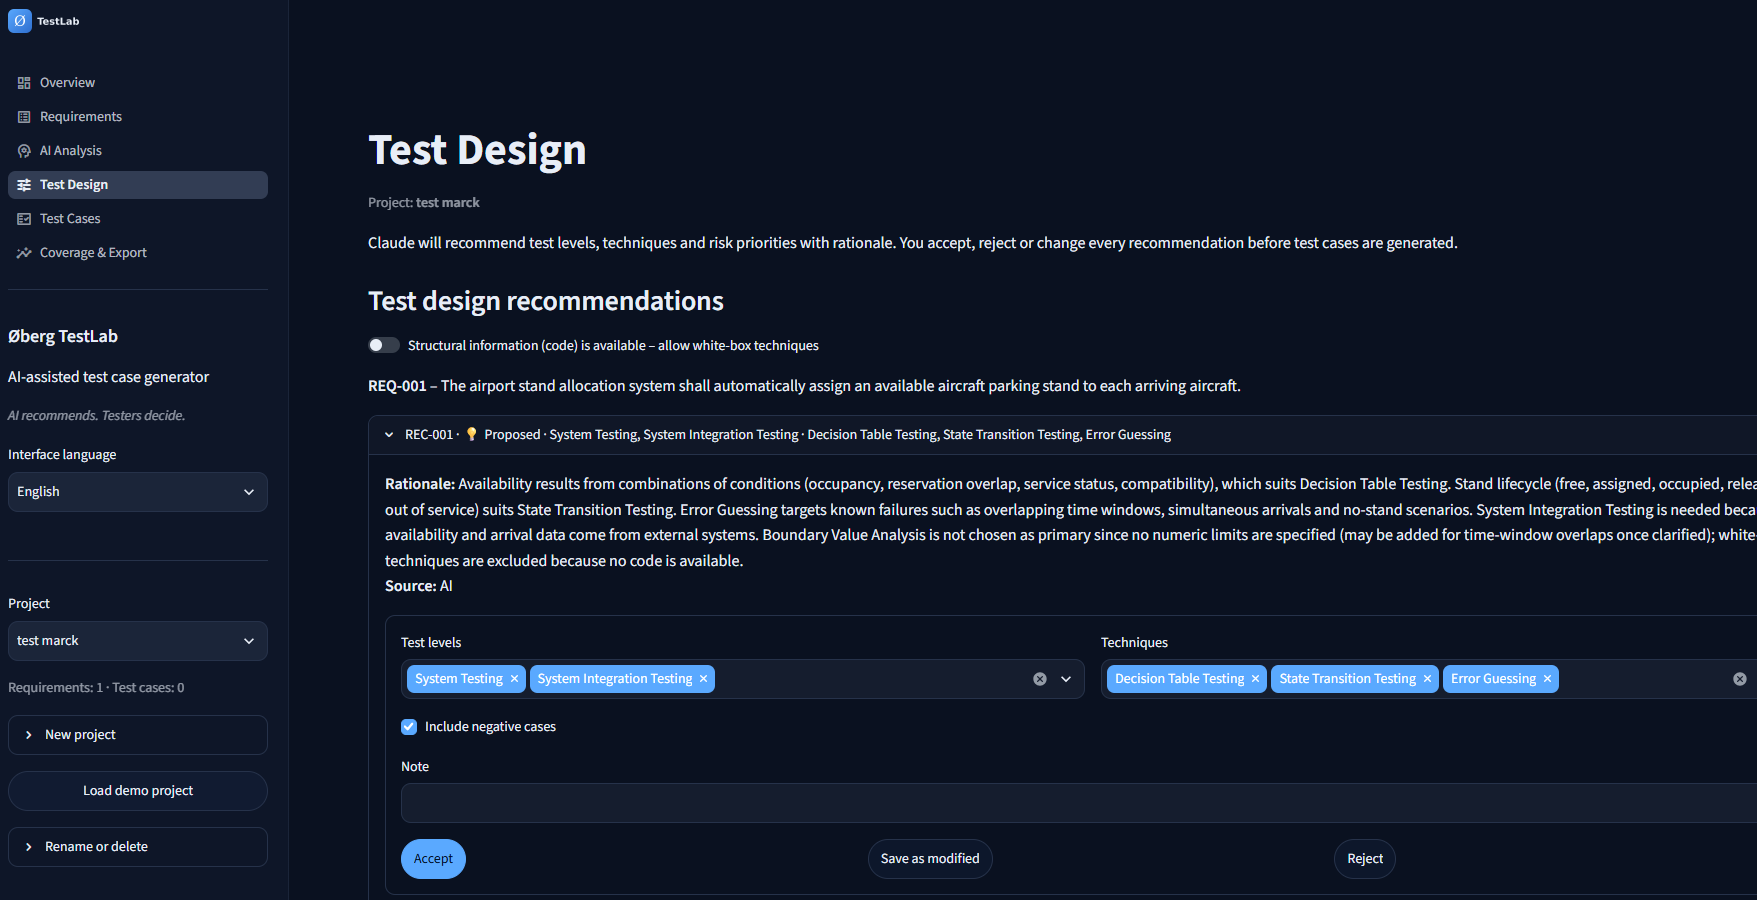 Ø TestLab
Overview
Requirements
AI Analysis
Test Design
Test Cases
Coverage & Export
Øberg TestLab
AI-assisted test case generator
AI recommends. Testers decide.
Interface language
English
Project
test marck
Requirements: 1 · Test cases: 0
New project
Load demo project
Rename or delete
Test Design
Project: test marck
Claude will recommend test levels, techniques and risk priorities with rationale. You accept, reject or change every recommendation before test cases are generated.
Test design recommendations
Structural information (code) is available – allow white-box techniques
REQ-001 – The airport stand allocation system shall automatically assign an available aircraft parking stand to each arriving aircraft.
REC-001 · 💡 Proposed · System Testing, System Integration Testing · Decision Table Testing, State Transition Testing, Error Guessing
Rationale: Availability results from combinations of conditions (occupancy, reservation overlap, service status, compatibility), which suits Decision Table Testing. Stand lifecycle (free, assigned, occupied,
out of service) suits State Transition Testing. Error Guessing targets known failures such as overlapping time windows, simultaneous arrivals and no-stand scenarios. System Integration Testing is needed
availability and arrival data come from external systems. Boundary Value Analysis is not chosen as primary since no numeric limits are specified (may be added for time-window overlaps once clarified); white-
techniques are excluded because no code is available.
Source: AI
Test levels
Techniques
System Testing × System Integration Testing ×
Decision Table Testing × State Transition Testing × Error Guessing ×
Include negative cases
Note
Accept
Save as modified
Reject